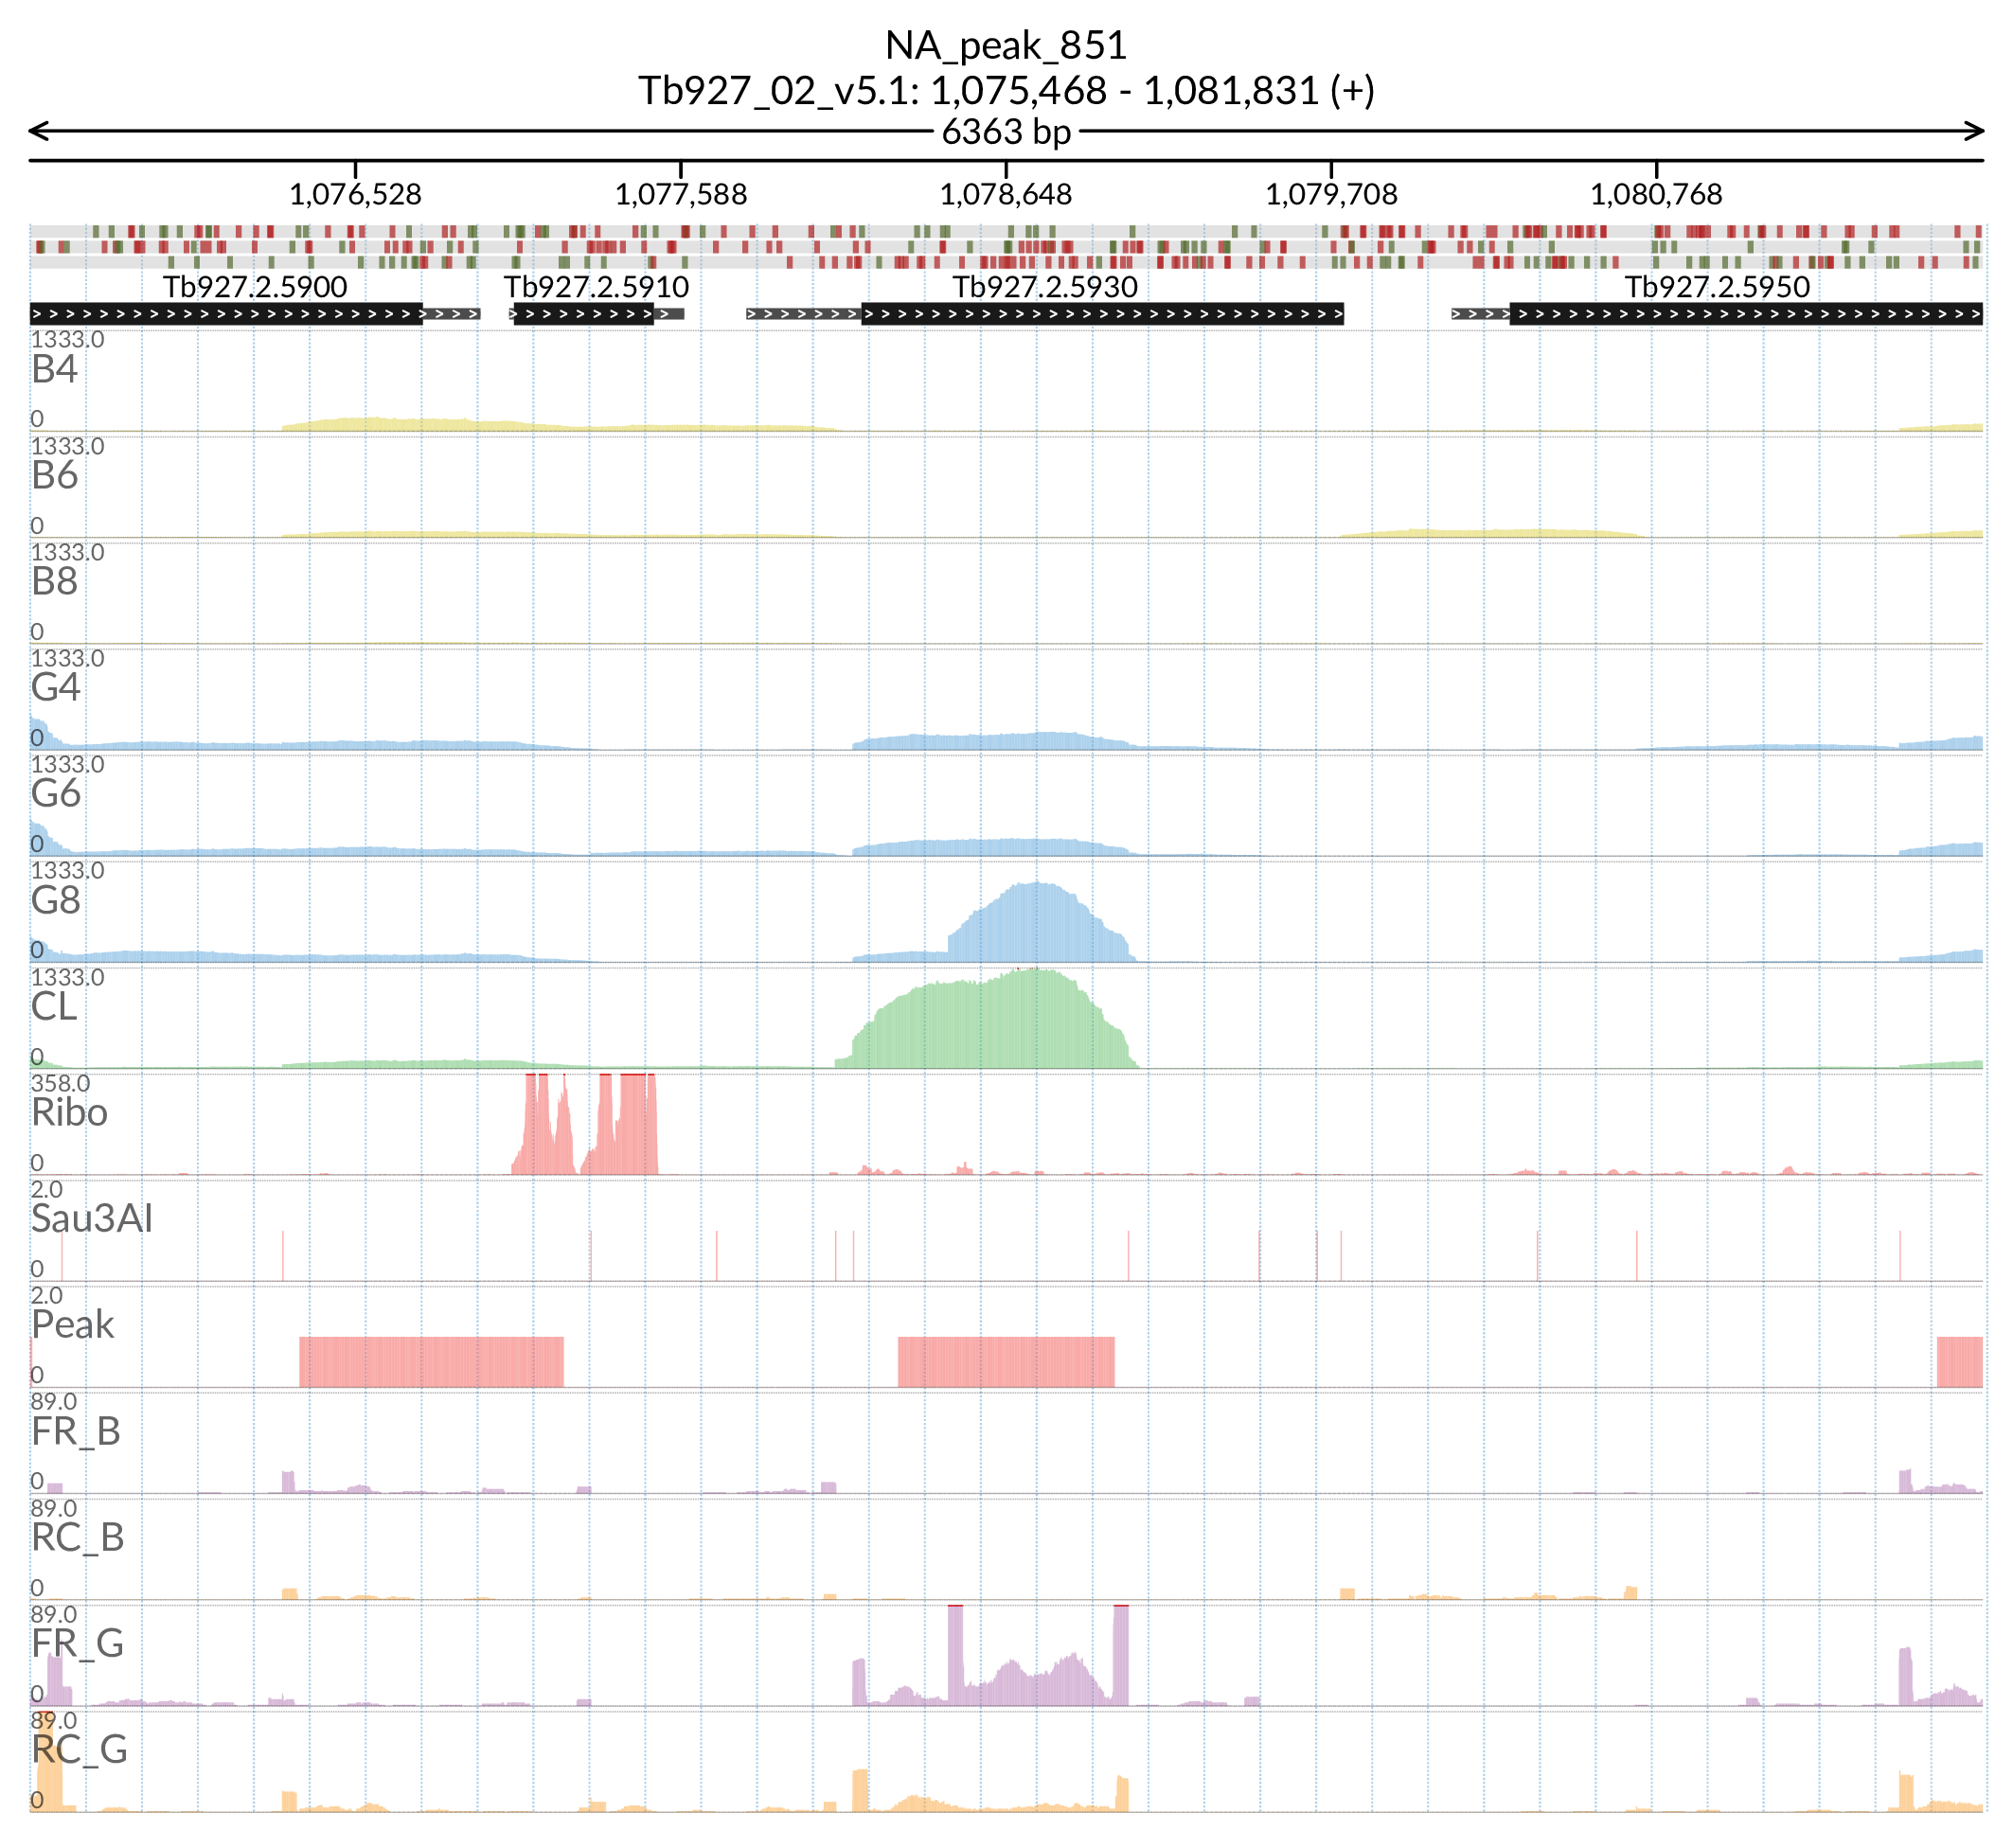 NA_peak_851
Tb927_02_v5.1: 1,075,468 - 1,081,831 (+)
6363 bp
1,076,528 1,077,588 1,078,648 1,079,708 1,080,768
Tb927.2.5900 Tb927.2.5910 Tb927.2.5930 Tb927.2.5950
1333.0
B4
0
1333.0
B6
0
1333.0
B8
0
1333.0
G4
0
1333.0
G6
0
1333.0
G8
0
1333.0
CL
0
358.0
Ribo
0
2.0
Sau3AI
0
2.0
Peak
0
89.0
FR_B
0
89.0
RC_B
0
89.0
FR_G
0
89.0
RC_G
0